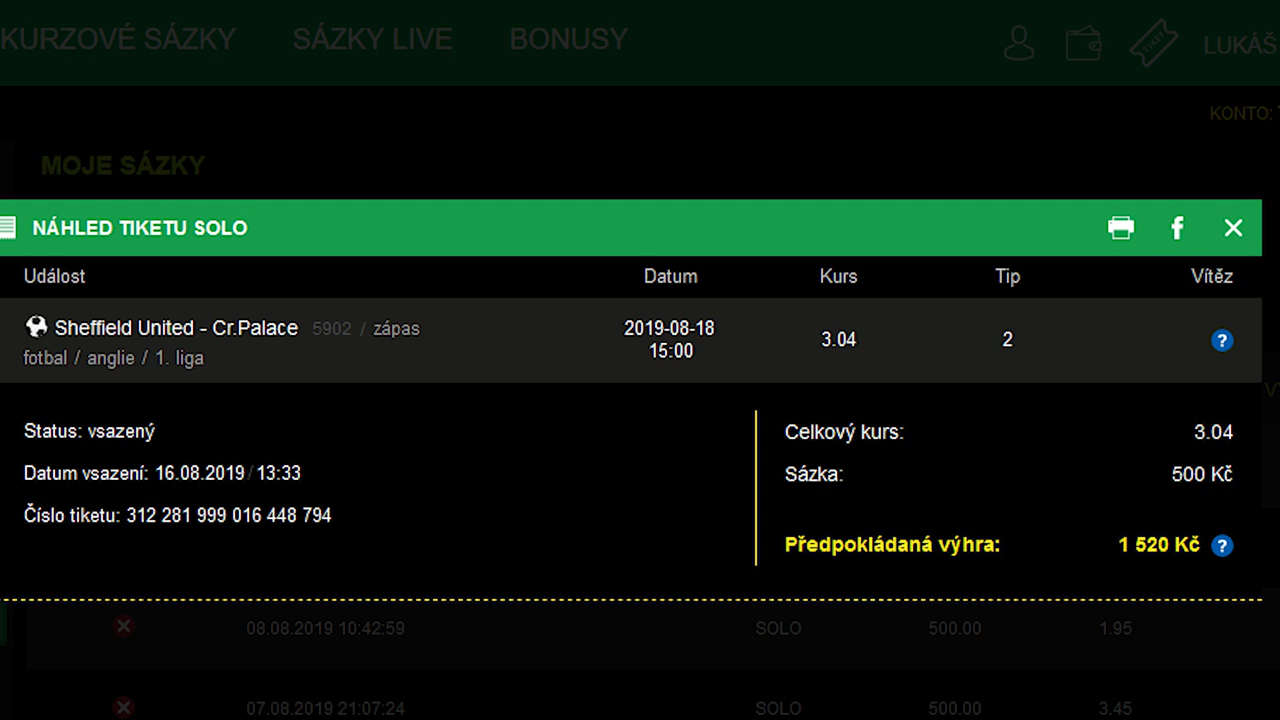 KURZOVÉ SÁZKY SÁZKY LIVE BONUSY LUKÁŠ
KONTO:
MOJE SÁZKY
NÁHLED TIKETU SOLO
Událost Datum Kurs Tip Vítěz
Sheffield United - Cr.Palace 5902 / zápas 2019-08-18 15:00 3.04 2 ?
fotbal / anglie / 1. liga
Status: vsazený
Celkový kurs: 3.04
Datum vsazení: 16.08.2019 / 13:33
Sázka: 500 Kč
Číslo tiketu: 312 281 999 016 448 794
Předpokládaná výhra: 1 520 Kč ?
08.08.2019 10:42:59 SOLO 500.00 1.95
07.08.2019 21:07:24 SOLO 500.00 3.45